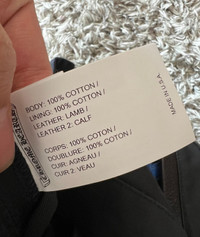 BODY: 100% COTTON /
LINING: 100% COTTON /
LEATHER: LAMB /
LEATHER 2: CALF
CORPS: 100% COTON /
DOUBLURE: 100% COTON /
CUIR: AGNEAU /
CUIR 2: VEAU
MADE IN U.S.A.